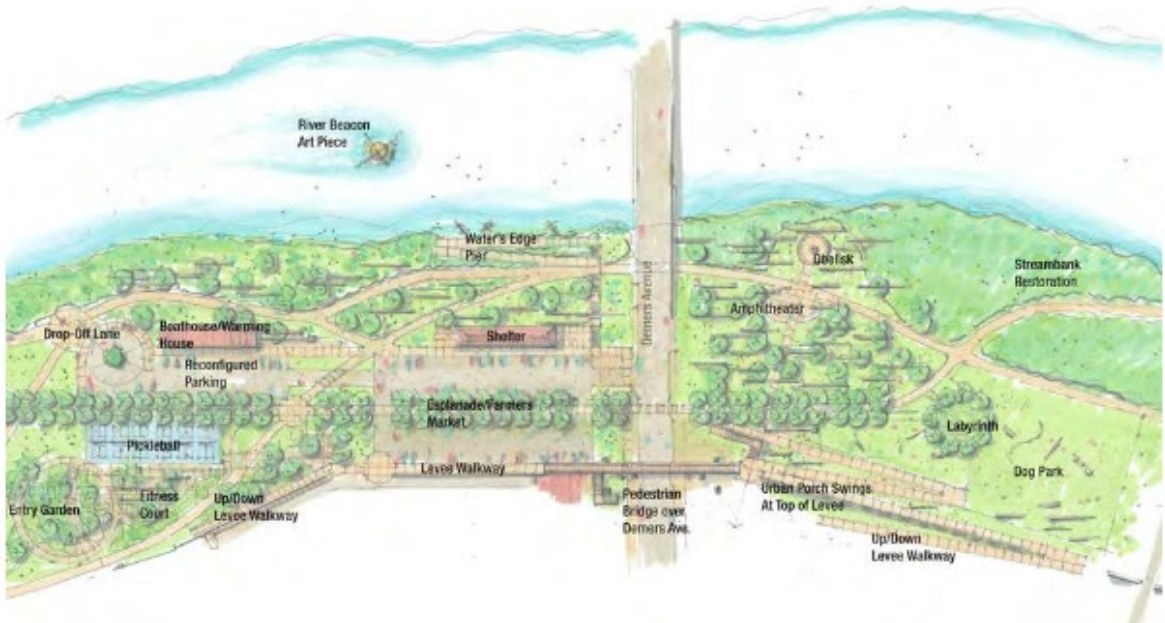 River Beacon
Art Piece
Water's Edge
Pier
Obelisk
Streambank
Restoration
Demers Avenue
Amphitheater
Drop-Off Lane
Boathouse/Warming
House
Shelter
Reconfigured
Parking
Esplanade/Farmers
Market
Labyrinth
Pickleball
Levee Walkway
Dog Park
Entry Garden
Fitness
Court
Up/Down
Levee Walkway
Pedestrian
Bridge over
Demers Ave.
Urban Porch Swings
At Top of Levee
Up/Down
Levee Walkway